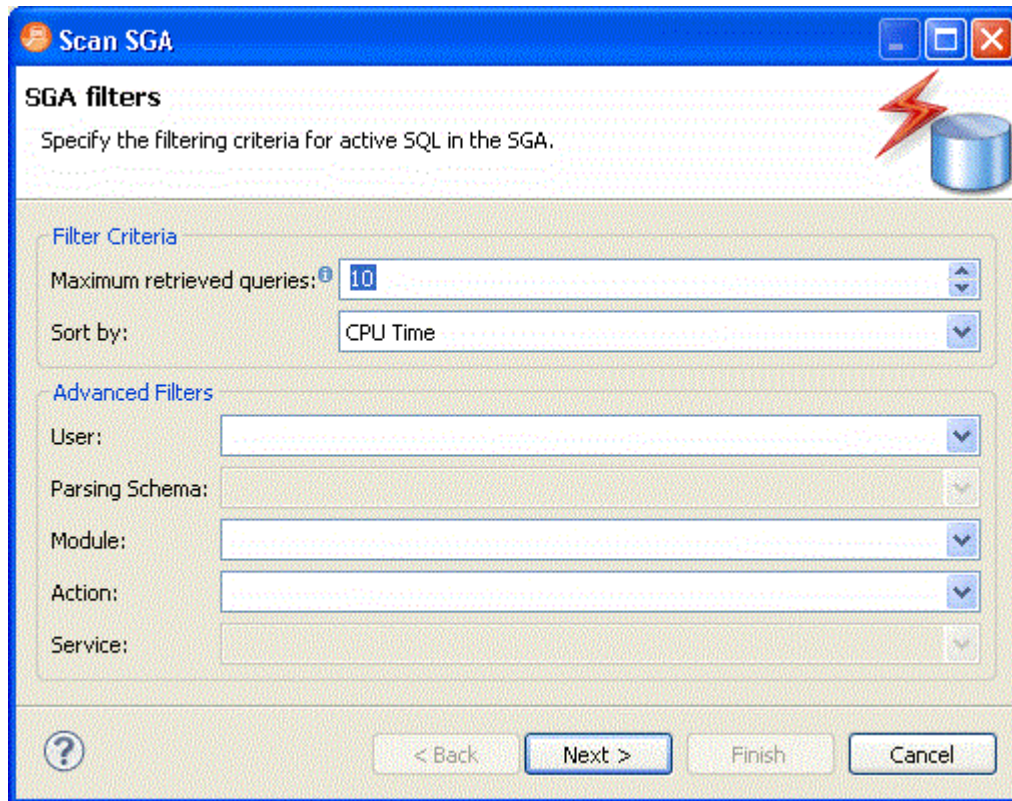 Scan SGA
SGA filters
Specify the filtering criteria for active SQL in the SGA.
Filter Criteria
Maximum retrieved queries: 10
Sort by: CPU Time
Advanced Filters
User:
Parsing Schema:
Module:
Action:
Service:
? < Back Next > Finish Cancel